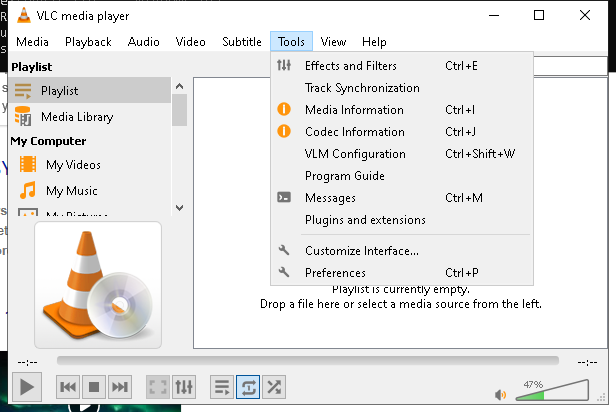 VLC media player
Media Playback Audio Video Subtitle Tools View Help
Playlist
Playlist
Media Library
My Computer
My Videos
My Music
My Pictures
Effects and Filters Ctrl+E
Track Synchronization
Media Information Ctrl+I
Codec Information Ctrl+J
VLM Configuration Ctrl+Shift+W
Program Guide
Messages Ctrl+M
Plugins and extensions
Customize Interface...
Preferences Ctrl+P
Playlist is currently empty.
Drop a file here or select a media source from the left.
--:-- --:--
47%